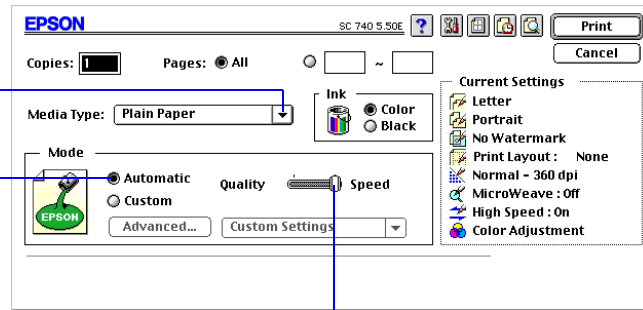 EPSON
SC 740 5.50E
?
Print
Cancel
Copies: 1
Pages: All
~
Media Type: Plain Paper
Ink
Color
Black
Mode
EPSON
Automatic
Custom
Quality
Speed
Advanced...
Custom Settings
Current Settings
Letter
Portrait
No Watermark
Print Layout : None
Normal - 360 dpi
MicroWeave : Off
High Speed : On
Color Adjustment